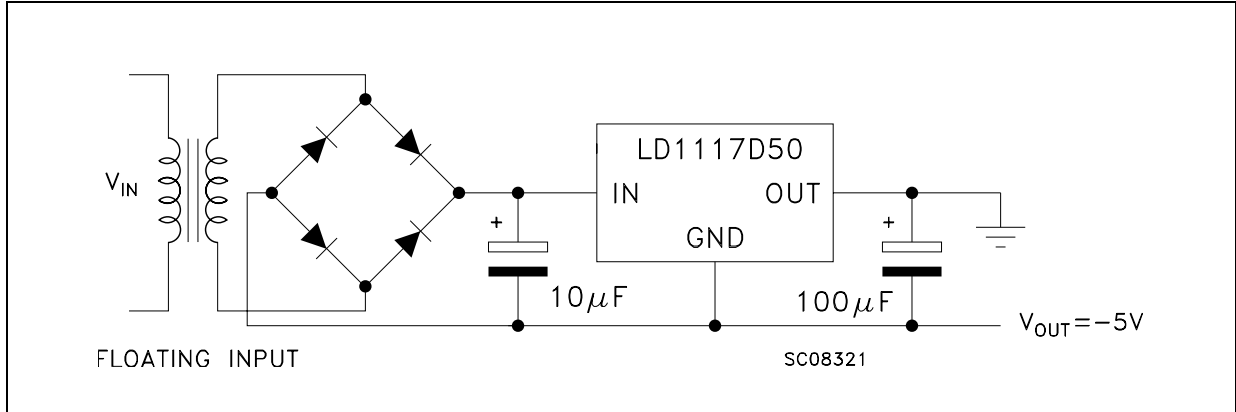 LD1117D50
V_IN
IN
OUT
GND
+
+
10μF
100μF
V_OUT=-5V
FLOATING INPUT
SC08321